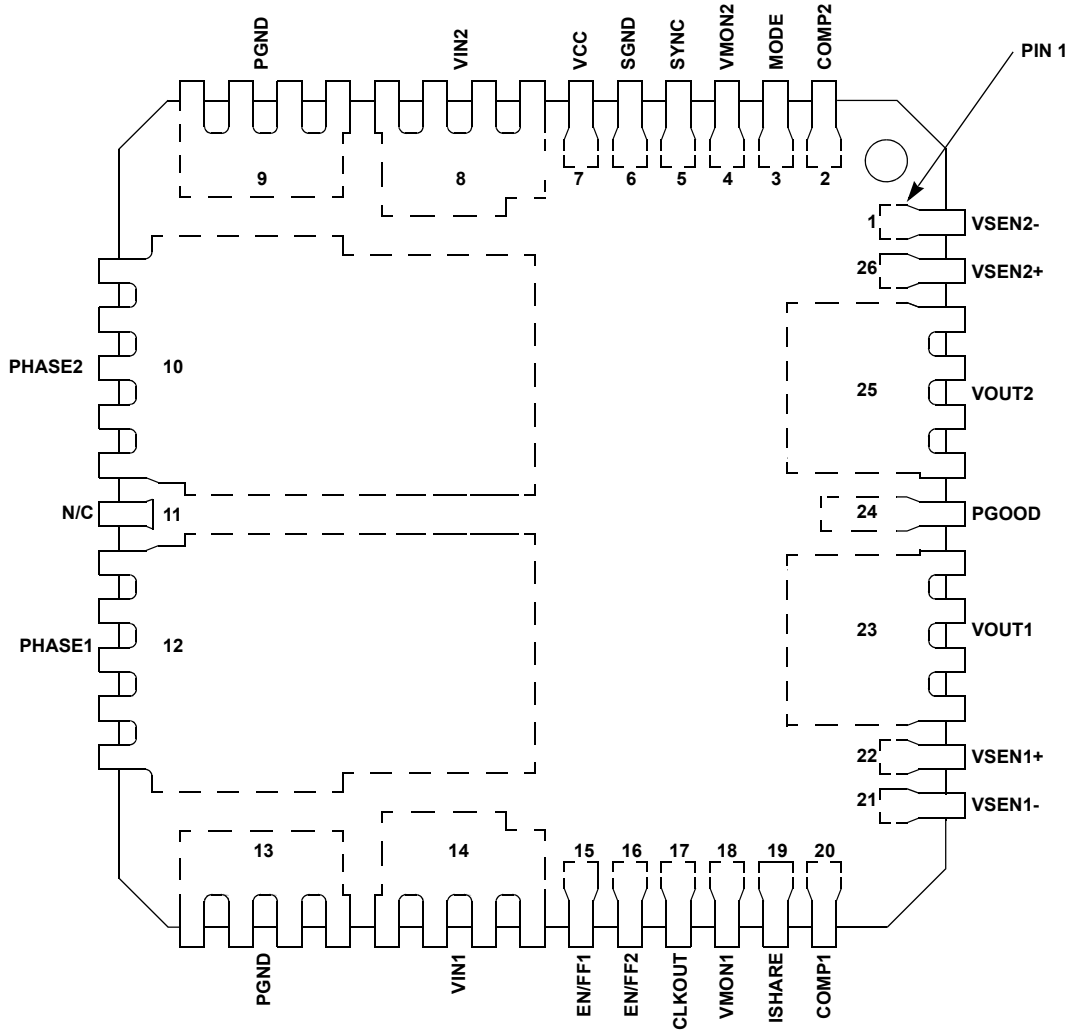 PGND
VIN2
VCC
SGND
SYNC
VMON2
MODE
COMP2
PIN 1
9
8
7
6
5
4
3
2
1
VSEN2-
26
VSEN2+
PHASE2
10
25
VOUT2
N/C
11
24
PGOOD
PHASE1
12
23
VOUT1
22
VSEN1+
21
VSEN1-
13
14
15
16
17
18
19
20
PGND
VIN1
EN/FF1
EN/FF2
CLKOUT
VMON1
ISHARE
COMP1